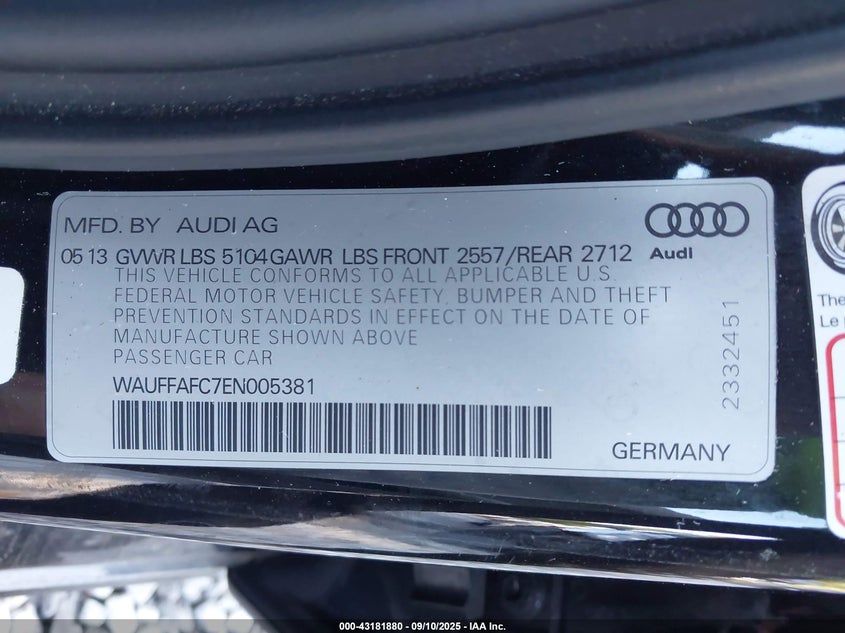 MFD. BY AUDI AG
Audi
05 13 GVWR LBS 5104 GAWR LBS FRONT 2557/REAR 2712
THIS VEHICLE CONFORMS TO ALL APPLICABLE U.S.
FEDERAL MOTOR VEHICLE SAFETY, BUMPER AND THEFT
PREVENTION STANDARDS IN EFFECT ON THE DATE OF
MANUFACTURE SHOWN ABOVE
PASSENGER CAR
WAUFFAFC7EN005381
GERMANY
2332451
The
Le
000-43181880 - 09/10/2025 - IAA Inc.